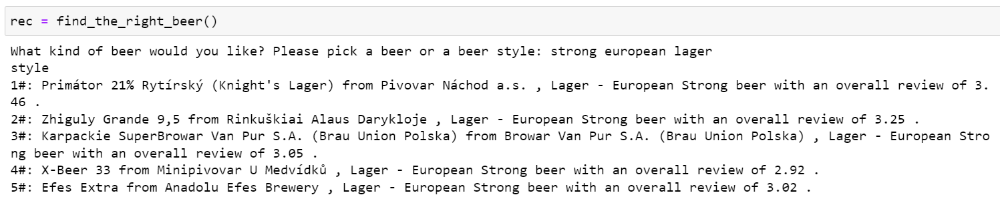 rec = find_the_right_beer()
What kind of beer would you like? Please pick a beer or a beer style: strong european lager
style
1#: Primátor 21% Rytírský (Knight's Lager) from Pivovar Náchod a.s. , Lager - European Strong beer with an overall review of 3.
46 .
2#: Zhiguly Grande 9,5 from Rinkuškiai Alaus Darykloje , Lager - European Strong beer with an overall review of 3.25 .
3#: Karpackie SuperBrowar Van Pur S.A. (Brau Union Polska) from Browar Van Pur S.A. (Brau Union Polska) , Lager - European Stro
ng beer with an overall review of 3.05 .
4#: X-Beer 33 from Minipivovar U Medvídků , Lager - European Strong beer with an overall review of 2.92 .
5#: Efes Extra from Anadolu Efes Brewery , Lager - European Strong beer with an overall review of 3.02 .